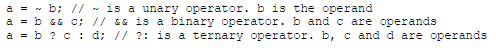 a = ~ b; // ~ is a unary operator. b is the operand
a = b && c; // && is a binary operator. b and c are operands
a = b ? c : d; // ?: is a ternary operator. b, c and d are operands